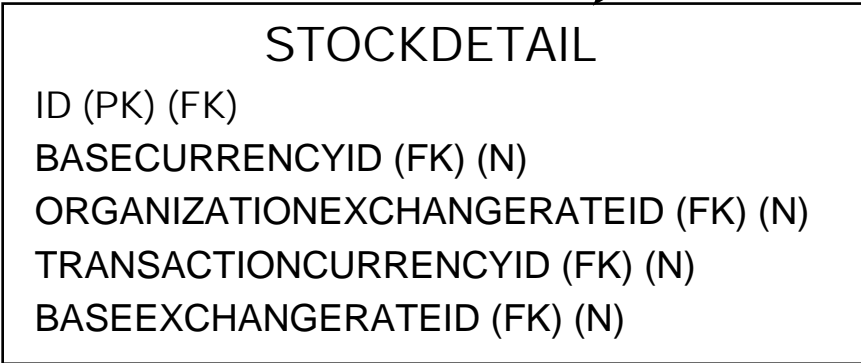 STOCKDETAIL
ID (PK) (FK)
BASECURRENCYID (FK) (N)
ORGANIZATIONEXCHANGERATEID (FK) (N)
TRANSACTIONCURRENCYID (FK) (N)
BASEEXCHANGERATEID (FK) (N)